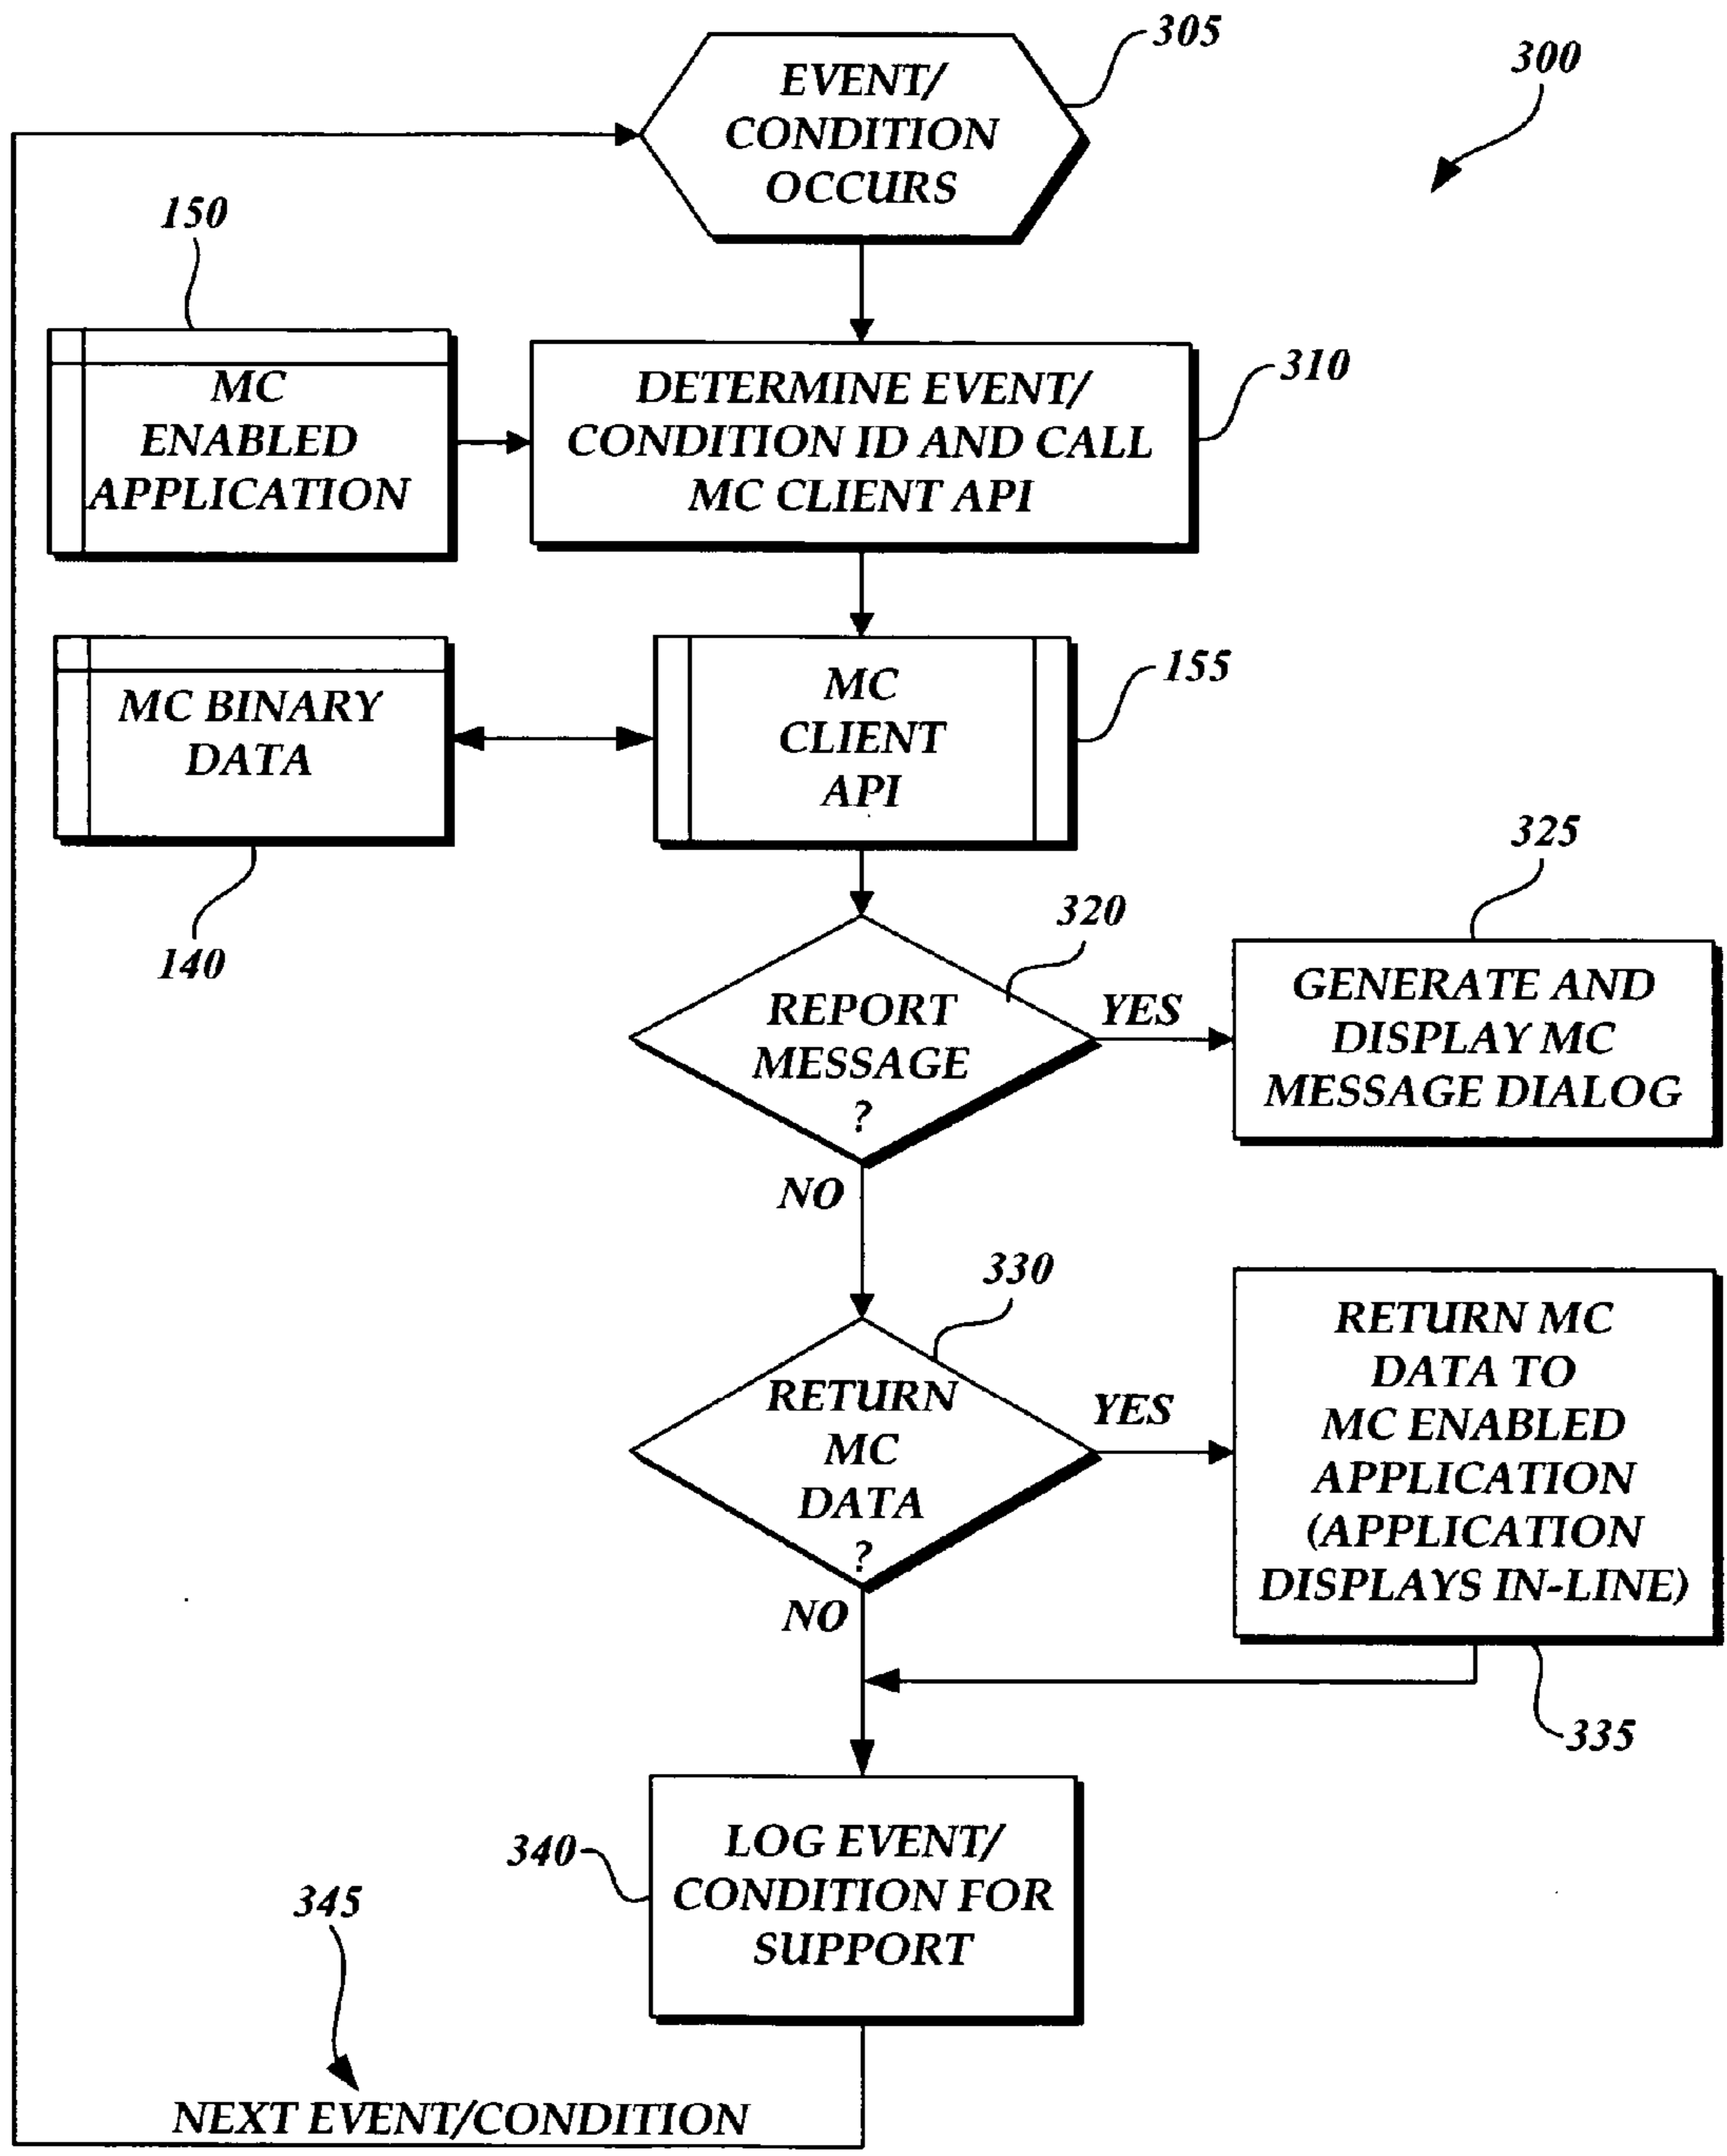 305
300
EVENT/
CONDITION
OCCURS
150
MC
ENABLED
APPLICATION
310
DETERMINE EVENT/
CONDITION ID AND CALL
MC CLIENT API
MC BINARY
DATA
140
155
MC
CLIENT
API
320
REPORT
MESSAGE
?
YES
325
GENERATE AND
DISPLAY MC
MESSAGE DIALOG
NO
330
RETURN
MC
DATA
?
YES
RETURN MC
DATA TO
MC ENABLED
APPLICATION
(APPLICATION
DISPLAYS IN-LINE)
335
NO
340
LOG EVENT/
CONDITION FOR
SUPPORT
345
NEXT EVENT/CONDITION